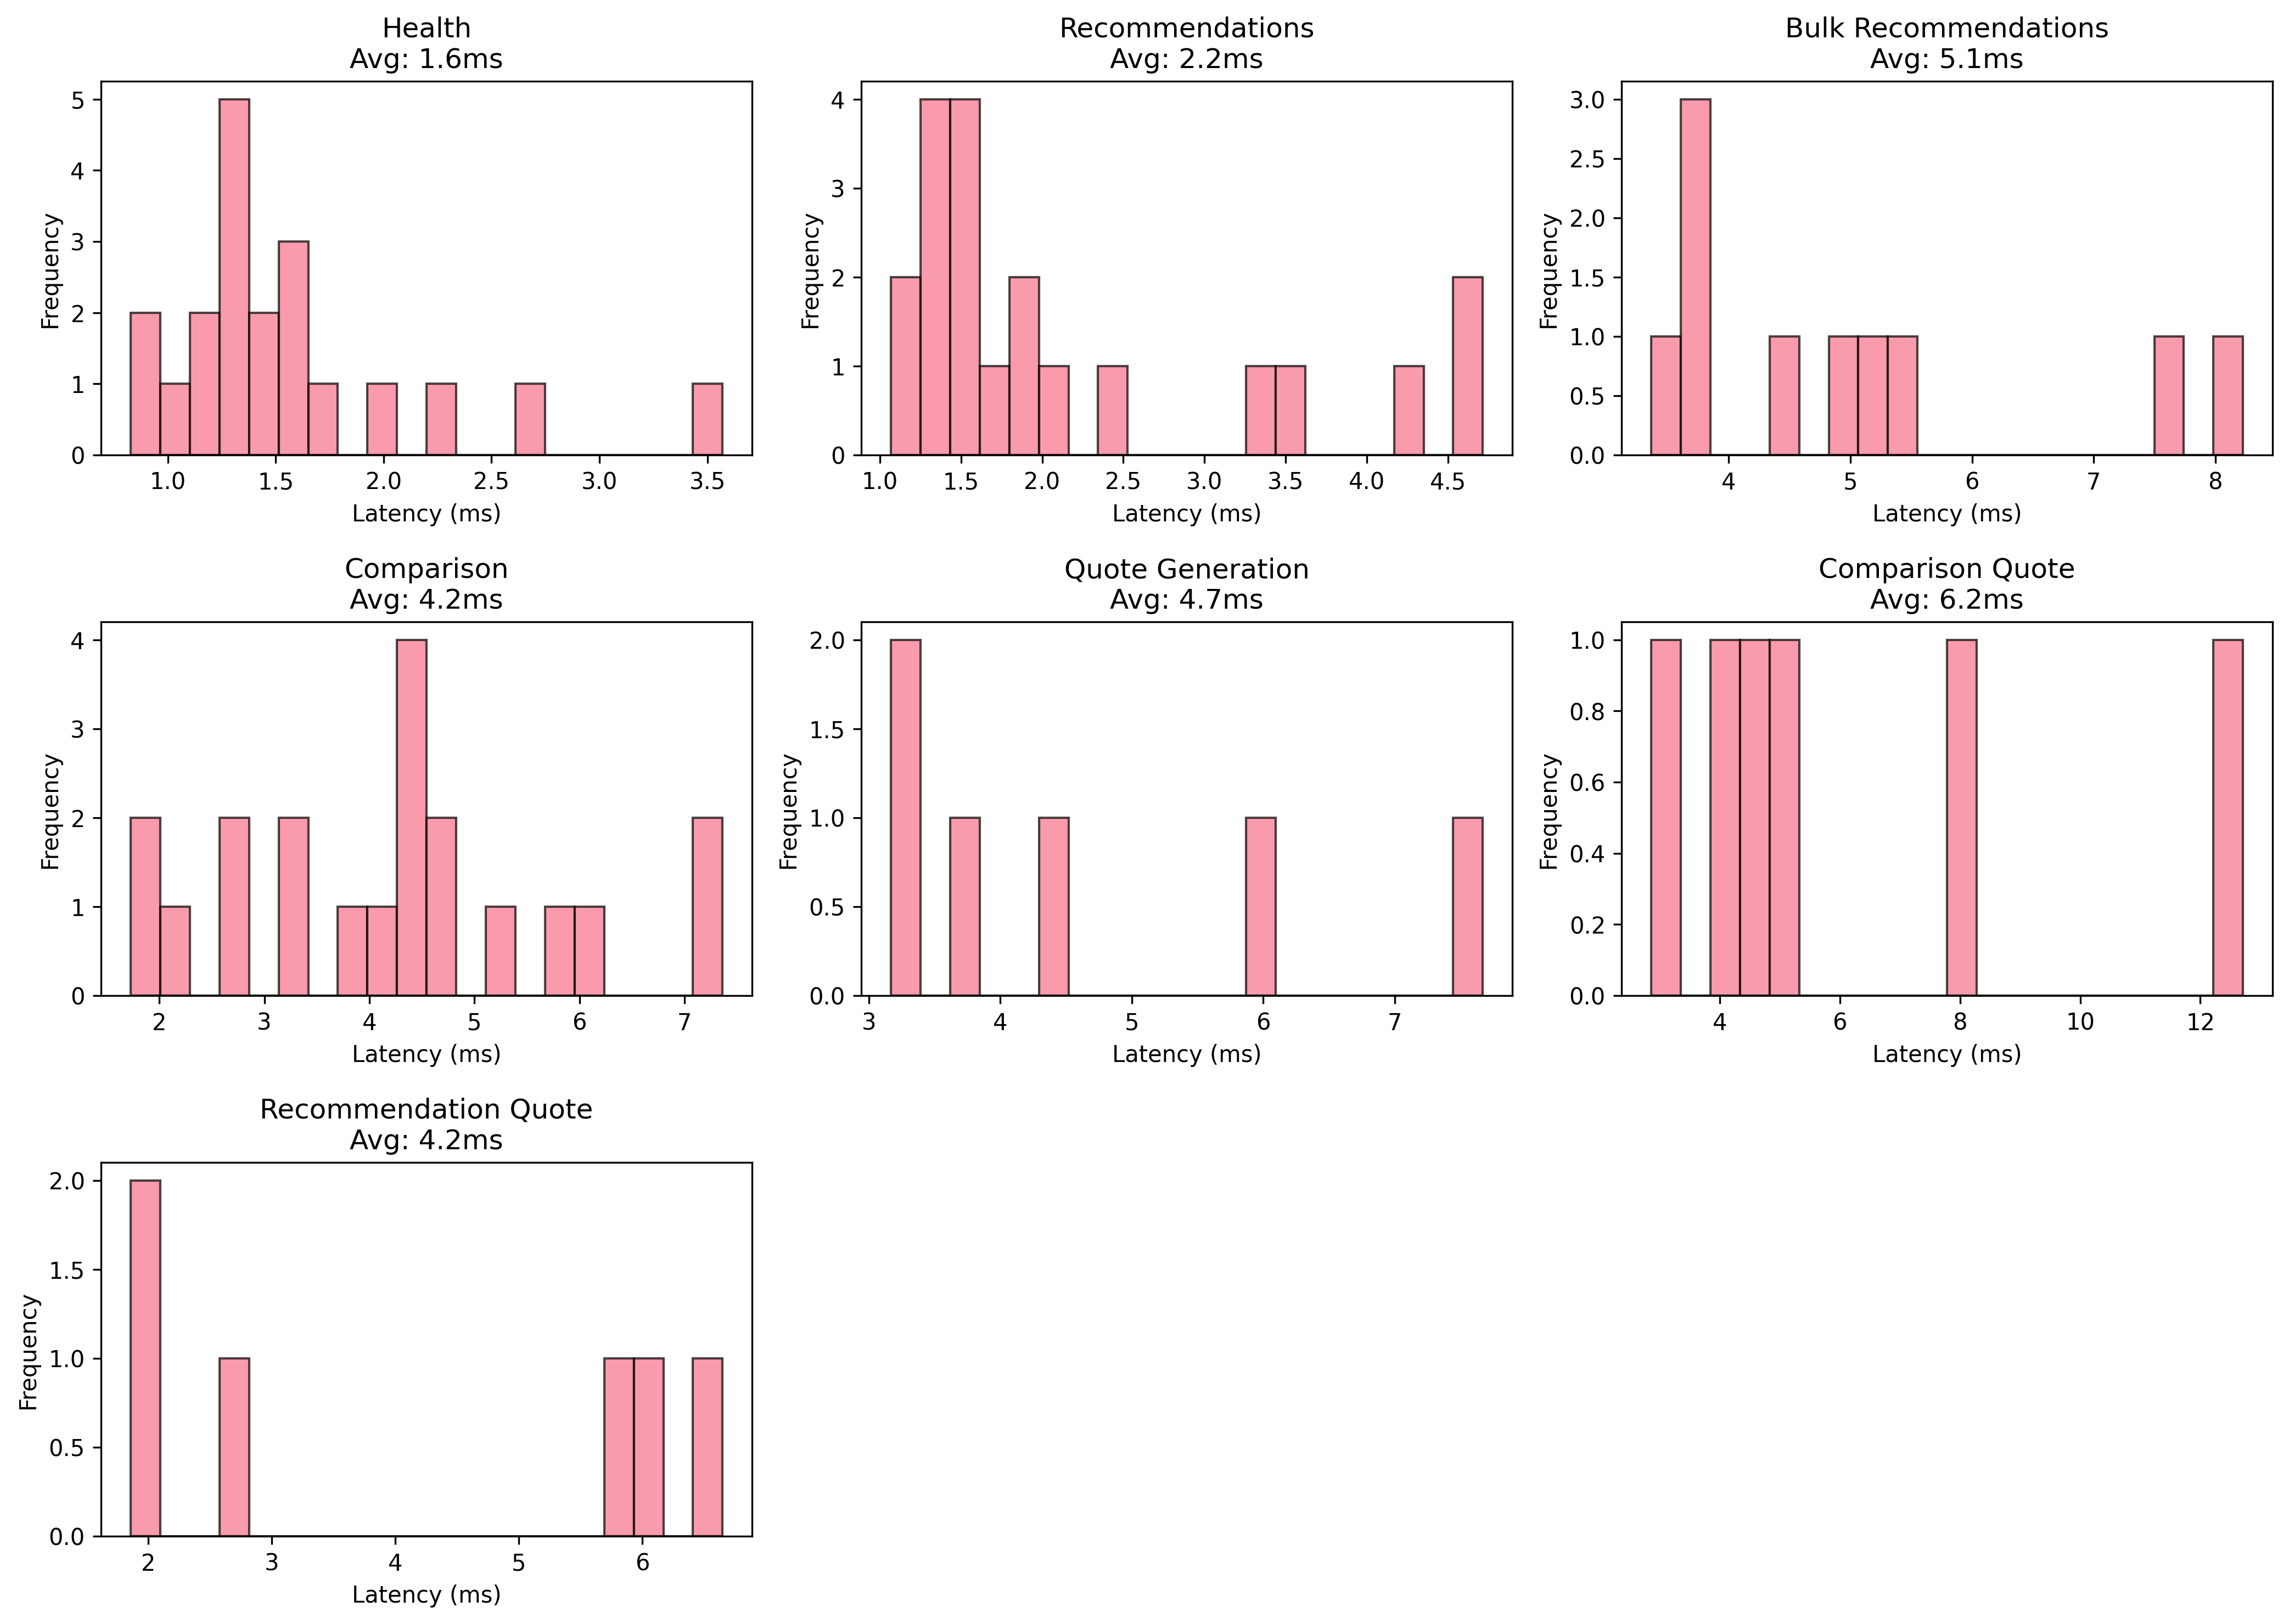 Health
Avg: 1.6ms
5
4
3
2
1
0
Frequency
1.0 1.5 2.0 2.5 3.0 3.5
Latency (ms)
Recommendations
Avg: 2.2ms
4
3
2
1
0
Frequency
1.0 1.5 2.0 2.5 3.0 3.5 4.0 4.5
Latency (ms)
Bulk Recommendations
Avg: 5.1ms
3.0
2.5
2.0
1.5
1.0
0.5
0.0
Frequency
4 5 6 7 8
Latency (ms)
Comparison
Avg: 4.2ms
4
3
2
1
0
Frequency
2 3 4 5 6 7
Latency (ms)
Quote Generation
Avg: 4.7ms
2.0
1.5
1.0
0.5
0.0
Frequency
3 4 5 6 7
Latency (ms)
Comparison Quote
Avg: 6.2ms
1.0
0.8
0.6
0.4
0.2
0.0
Frequency
4 6 8 10 12
Latency (ms)
Recommendation Quote
Avg: 4.2ms
2.0
1.5
1.0
0.5
0.0
Frequency
2 3 4 5 6
Latency (ms)